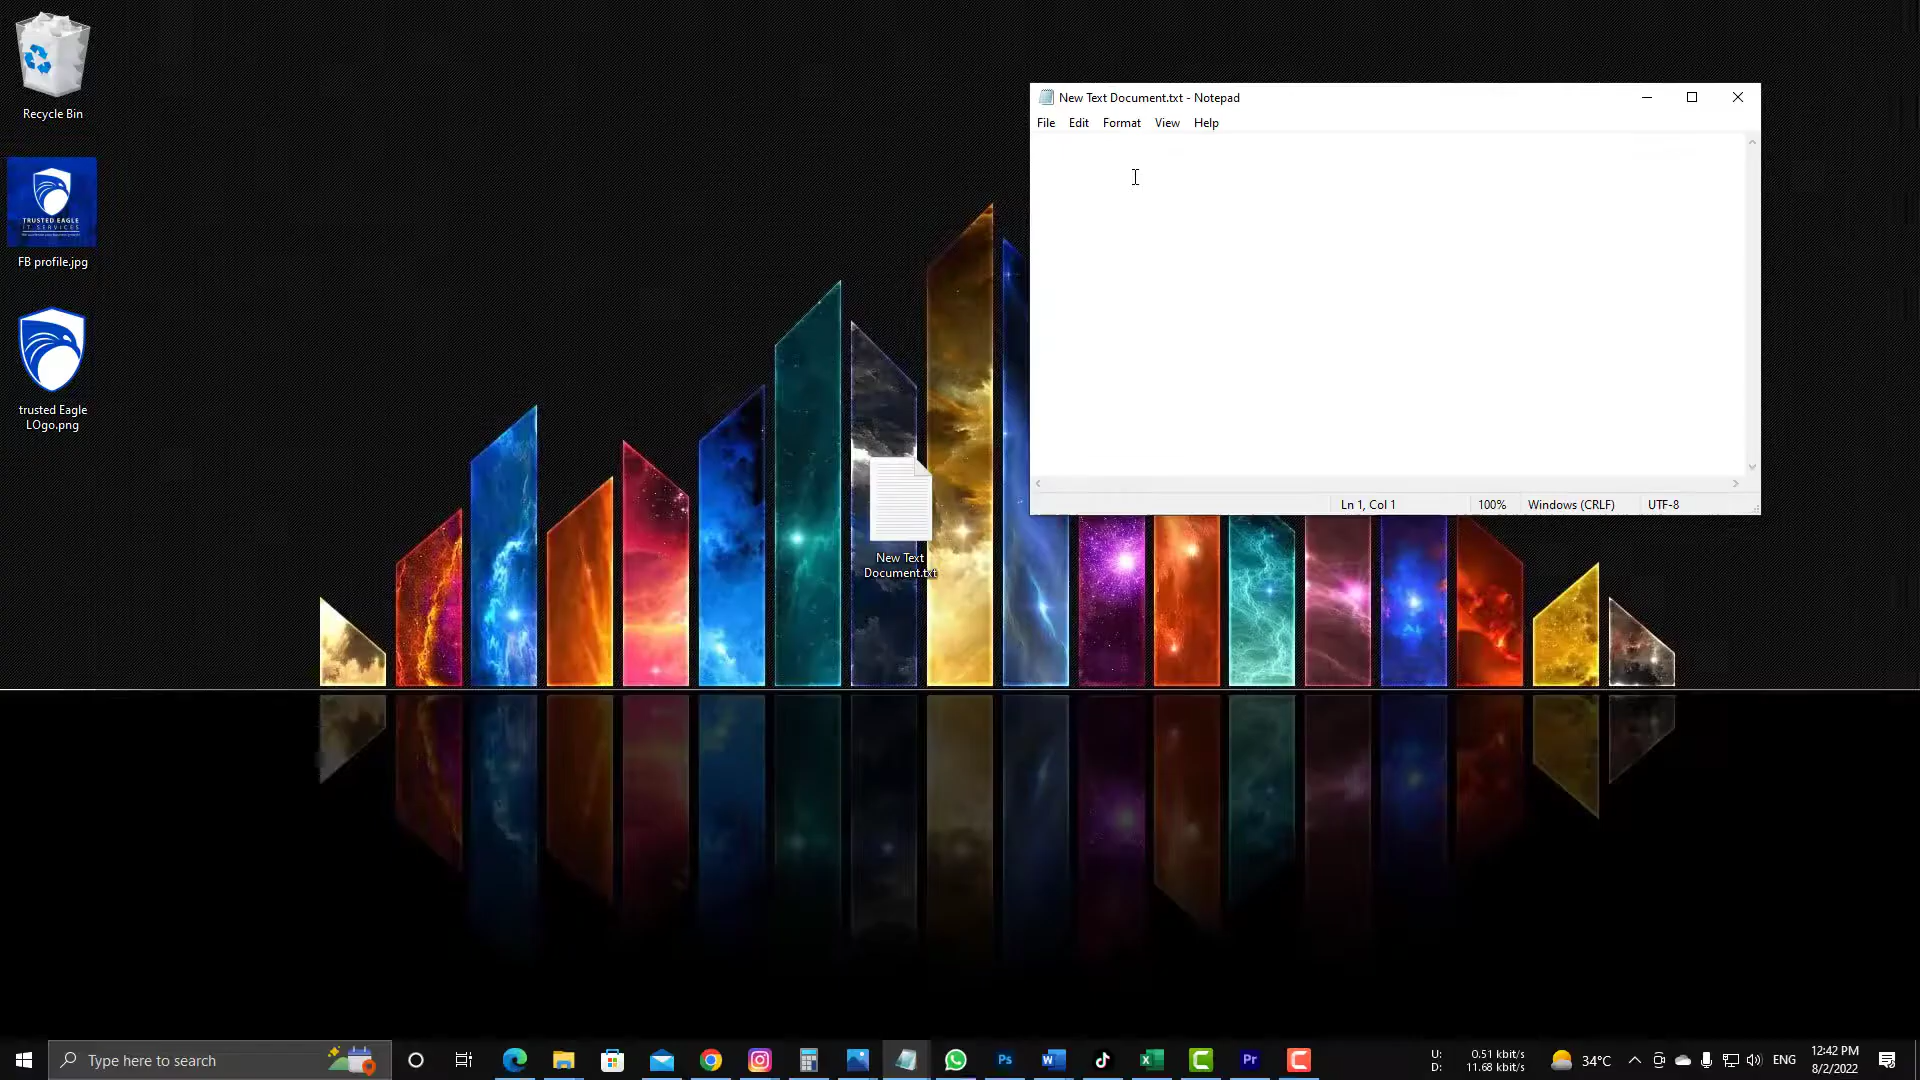 Recycle Bin
TRUSTED EAGLE
IT SERVICES
FB profile.jpg
trusted Eagle
LOgo.png
New Text Document.txt - Notepad
File Edit Format View Help
Ln 1, Col 1 100% Windows (CRLF) UTF-8
New Text
Document.txt
Type here to search
Ps
W
X
Pr
U: 0.51 kbit/s
D: 11.68 kbit/s
34°C
ENG
12:42 PM
8/2/2022